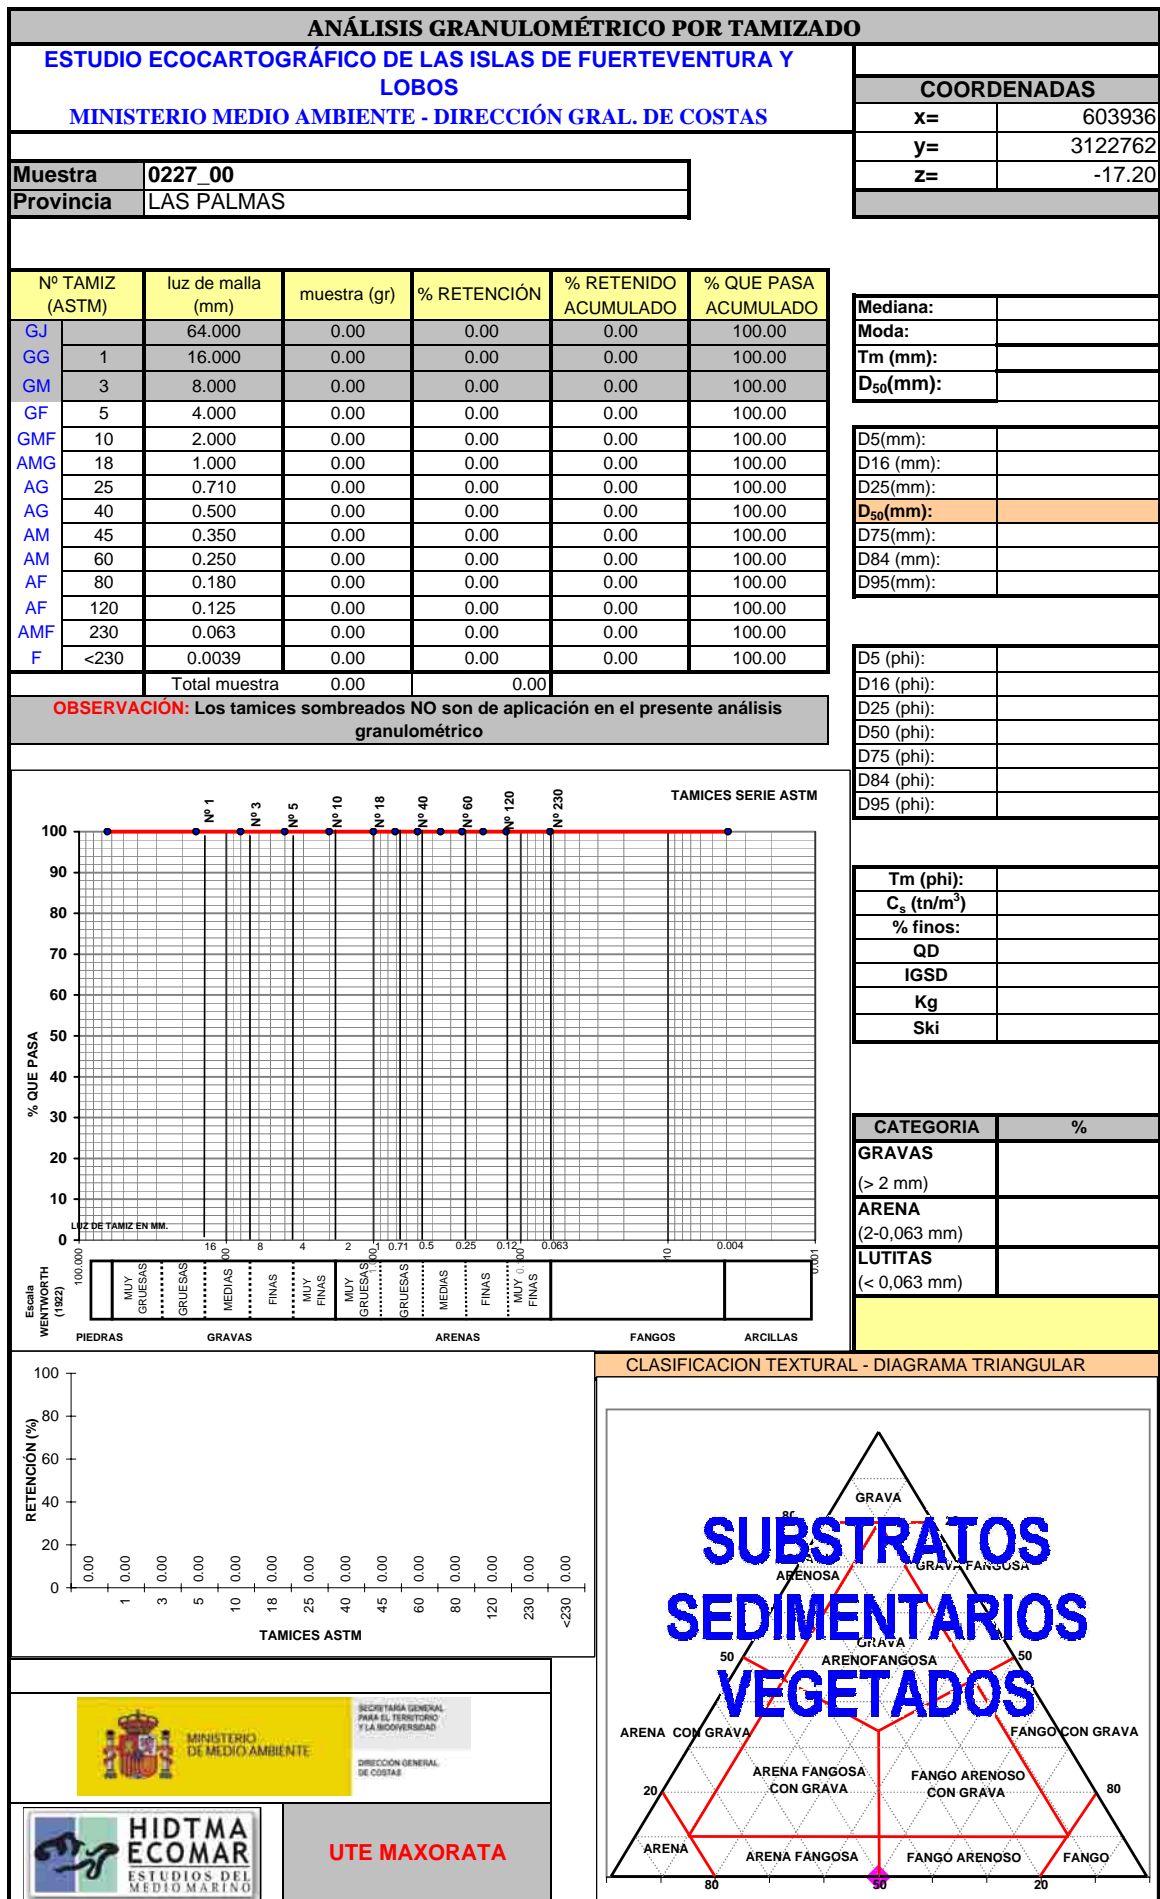 ANÁLISIS GRANULOMÉTRICO POR TAMIZADO
ESTUDIO ECOCARTOGRÁFICO DE LAS ISLAS DE FUERTEVENTURA Y
LOBOS
MINISTERIO MEDIO AMBIENTE - DIRECCIÓN GRAL. DE COSTAS
COORDENADAS
x= 603936
y= 3122762
z= -17.20
Muestra 0227_00
Provincia LAS PALMAS
Nº TAMIZ (ASTM) luz de malla (mm) muestra (gr) % RETENCIÓN % RETENIDO ACUMULADO % QUE PASA ACUMULADO
GJ 64.000 0.00 0.00 0.00 100.00
GG 1 16.000 0.00 0.00 0.00 100.00
GM 3 8.000 0.00 0.00 0.00 100.00
GF 5 4.000 0.00 0.00 0.00 100.00
GMF 10 2.000 0.00 0.00 0.00 100.00
AMG 18 1.000 0.00 0.00 0.00 100.00
AG 25 0.710 0.00 0.00 0.00 100.00
AG 40 0.500 0.00 0.00 0.00 100.00
AM 45 0.350 0.00 0.00 0.00 100.00
AM 60 0.250 0.00 0.00 0.00 100.00
AF 80 0.180 0.00 0.00 0.00 100.00
AF 120 0.125 0.00 0.00 0.00 100.00
AMF 230 0.063 0.00 0.00 0.00 100.00
F <230 0.0039 0.00 0.00 0.00 100.00
Total muestra 0.00 0.00
OBSERVACIÓN: Los tamices sombreados NO son de aplicación en el presente análisis
granulométrico
Mediana:
Moda:
Tm (mm):
D50(mm):
D5(mm):
D16 (mm):
D25(mm):
D50(mm):
D75(mm):
D84 (mm):
D95(mm):
D5 (phi):
D16 (phi):
D25 (phi):
D50 (phi):
D75 (phi):
D84 (phi):
D95 (phi):
Tm (phi):
Cs (tn/m3)
% finos:
QD
IGSD
Kg
Ski
CATEGORIA %
GRAVAS
(> 2 mm)
ARENA
(2-0,063 mm)
LUTITAS
(< 0,063 mm)
TAMICES SERIE ASTM
Nº 1 Nº 3 Nº 5 Nº 10 Nº 18 Nº 40 Nº 60 Nº 120 Nº 230
100
90
80
70
60
50
40
30
20
10
0
% QUE PASA
LUZ DE TAMIZ EN MM.
16 8 4 2 1 0.71 0.5 0.25 0.12 0.063 0.004
100.000
Escala
WENTWORTH
(1922)
MUY GRUESAS GRUESAS MEDIAS FINAS MUY FINAS MUY GRUESAS GRUESAS MEDIAS FINAS MUY FINAS
PIEDRAS GRAVAS ARENAS FANGOS ARCILLAS
100
80
60
40
20
0
RETENCIÓN (%)
0.00 0.00 0.00 0.00 0.00 0.00 0.00 0.00 0.00 0.00 0.00 0.00 0.00 0.00
1 3 5 10 18 25 40 45 60 80 120 230 <230
TAMICES ASTM
CLASIFICACION TEXTURAL - DIAGRAMA TRIANGULAR
GRAVA
SUBSTRATOS
ARENOSA GRAVA FANGOSA
SEDIMENTARIOS
GRAVA
ARENOFANGOSA
50 50
VEGETADOS
ARENA CON GRAVA FANGO CON GRAVA
ARENA FANGOSA
CON GRAVA
FANGO ARENOSO
CON GRAVA
20 80
ARENA ARENA FANGOSA FANGO ARENOSO FANGO
80 50 20
MINISTERIO
DE MEDIO AMBIENTE
SECRETARÍA GENERAL
PARA EL TERRITORIO
Y LA BIODIVERSIDAD
DIRECCIÓN GENERAL
DE COSTAS
HIDTMA
ECOMAR
ESTUDIOS DEL
MEDIO MARINO
UTE MAXORATA